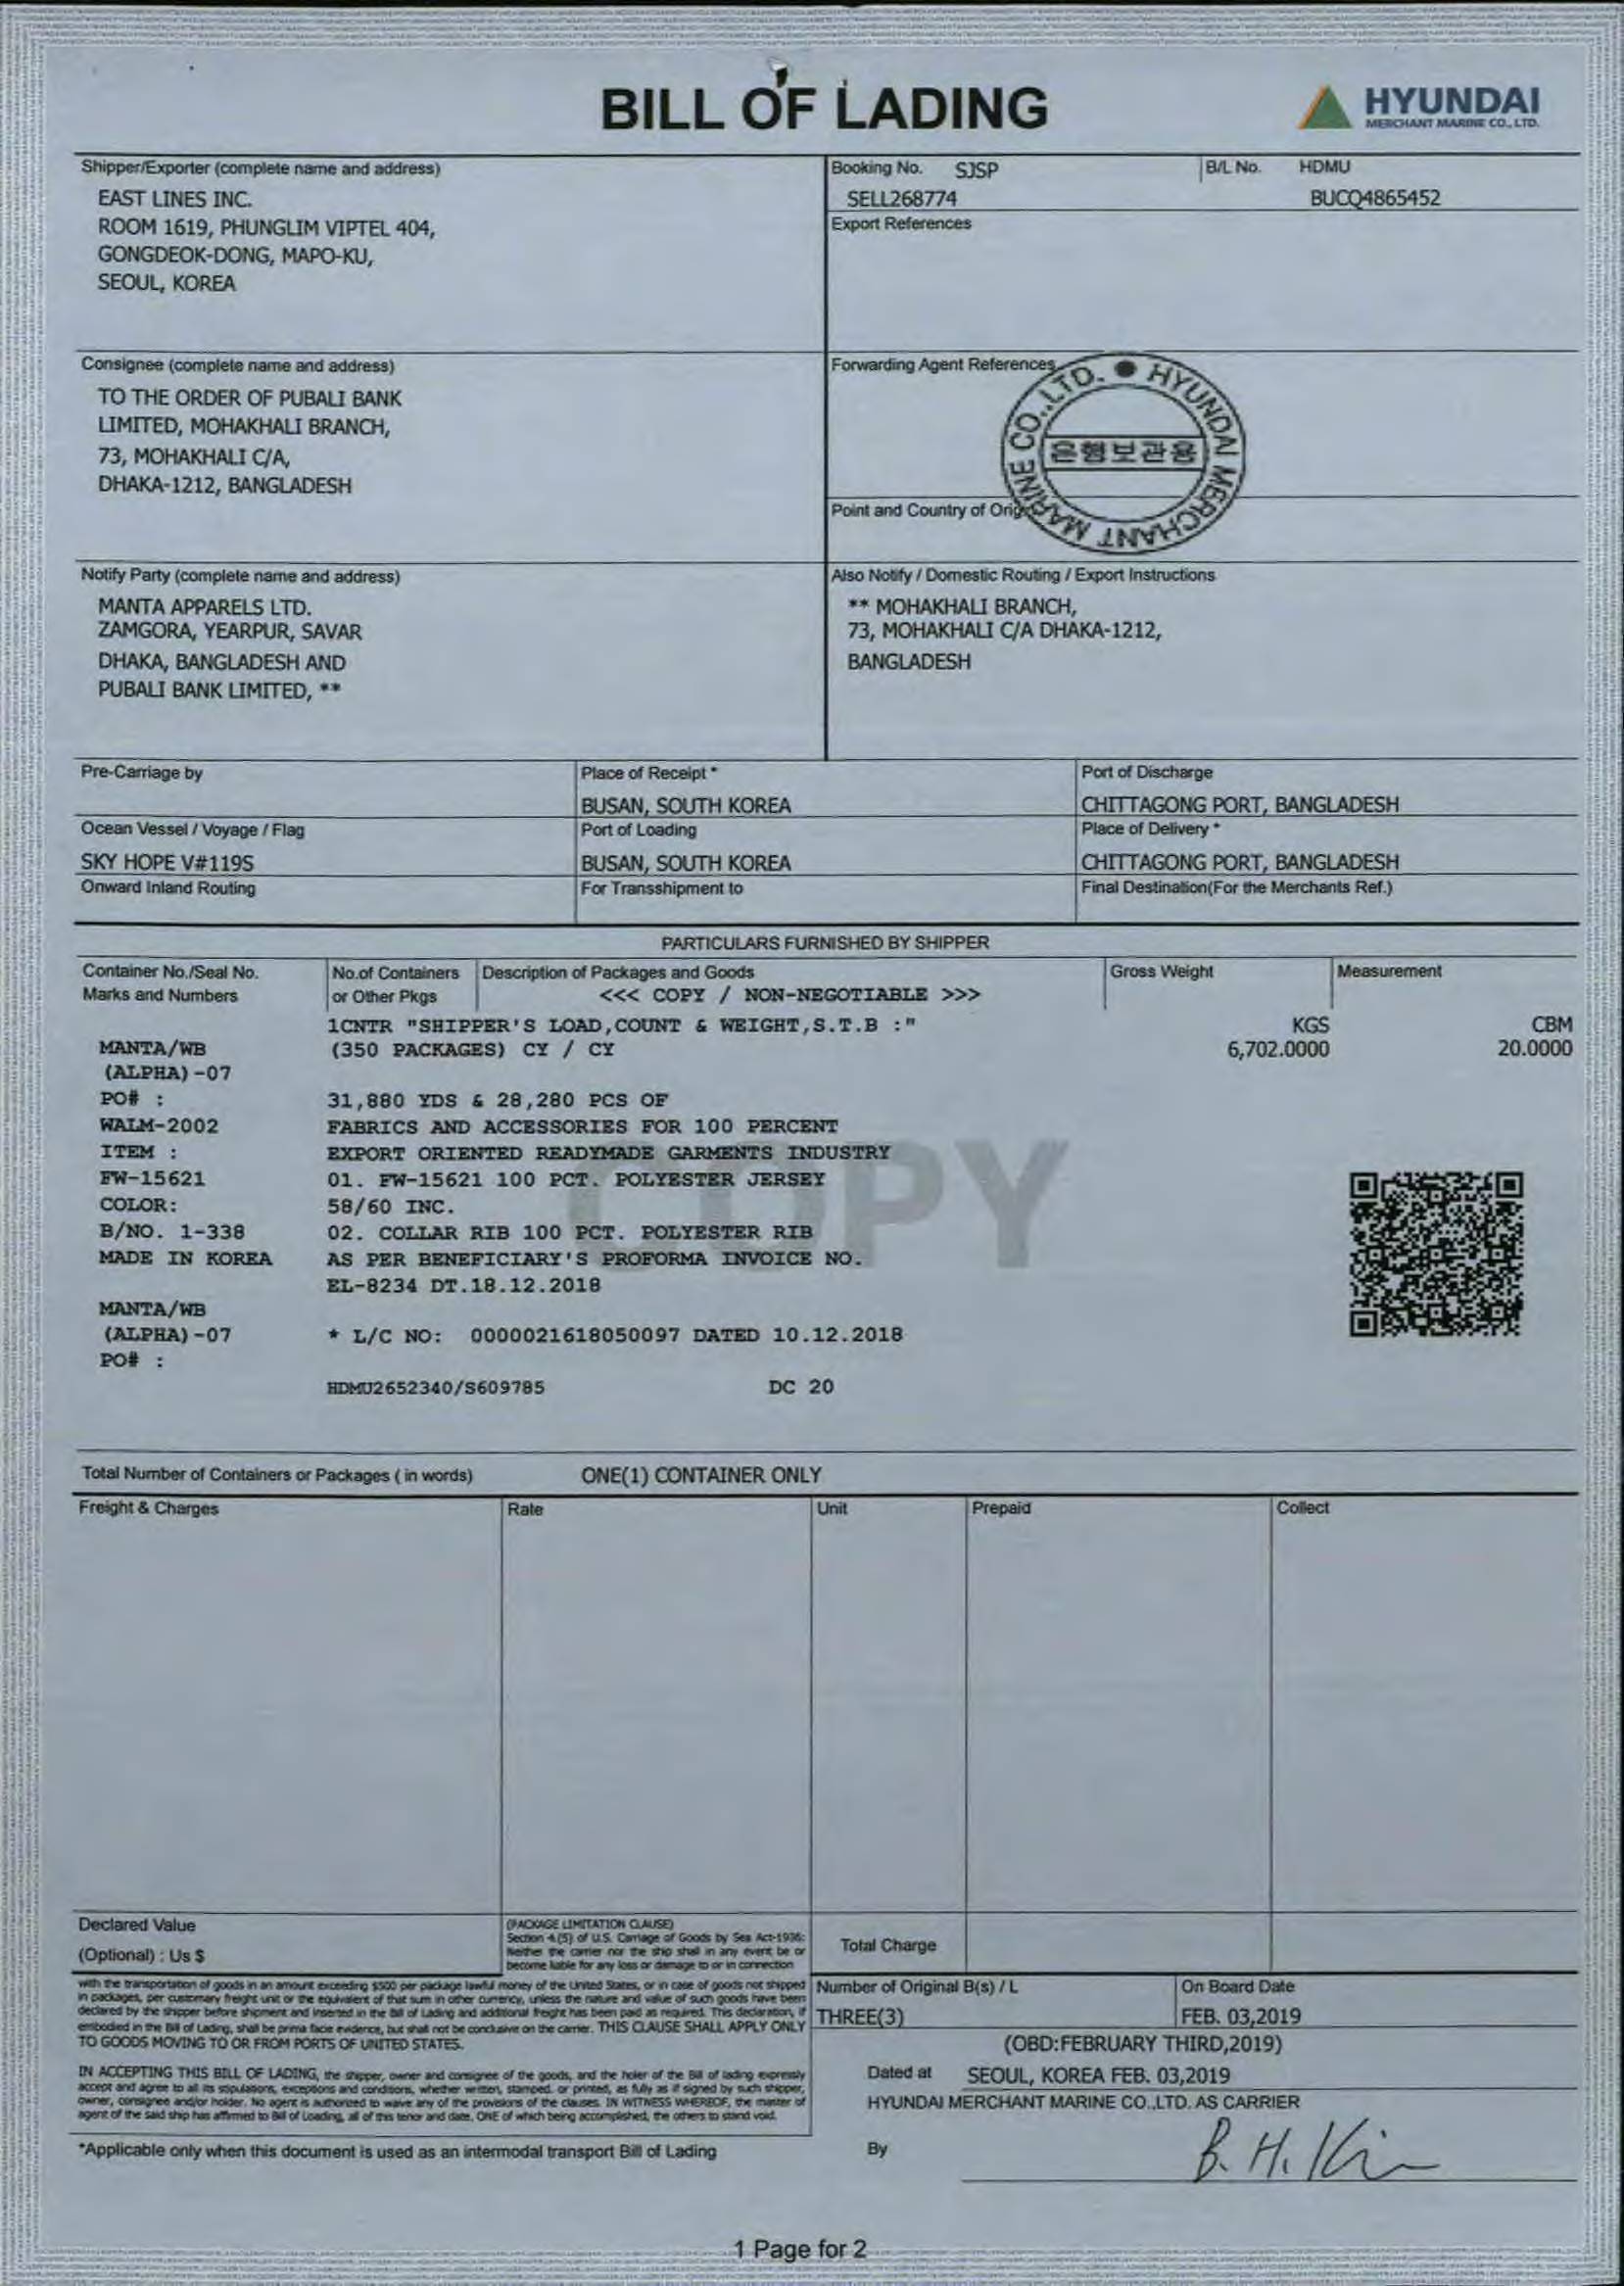 BILL OF LADING
HYUNDAI
MERCHANT MARINE CO., LTD.
Shipper/Exporter (complete name and address)
EAST LINES INC.
ROOM 1619, PHUNGLIM VIPTEL 404,
GONGDEOK-DONG, MAPO-KU,
SEOUL, KOREA
Booking No. SJSP
SELL268774
B/L No. HDMU
BUCQ4865452
Export References
Consignee (complete name and address)
TO THE ORDER OF PUBALI BANK
LIMITED, MOHAKHALI BRANCH,
73, MOHAKHALI C/A,
DHAKA-1212, BANGLADESH
Forwarding Agent References
HYUNDAI MERCHANT MARINE CO.,LTD.
은행보관용
Point and Country of Orig
Notify Party (complete name and address)
MANTA APPARELS LTD.
ZAMGORA, YEARPUR, SAVAR
DHAKA, BANGLADESH AND
PUBALI BANK LIMITED, **
Also Notify / Domestic Routing / Export Instructions
** MOHAKHALI BRANCH,
73, MOHAKHALI C/A DHAKA-1212,
BANGLADESH
Pre-Carriage by
Place of Receipt *
BUSAN, SOUTH KOREA
Port of Discharge
CHITTAGONG PORT, BANGLADESH
Ocean Vessel / Voyage / Flag
SKY HOPE V#119S
Port of Loading
BUSAN, SOUTH KOREA
Place of Delivery *
CHITTAGONG PORT, BANGLADESH
Onward Inland Routing
For Transshipment to
Final Destination(For the Merchants Ref.)
PARTICULARS FURNISHED BY SHIPPER
Container No./Seal No.
Marks and Numbers
No.of Containers
or Other Pkgs
Description of Packages and Goods
<<< COPY / NON-NEGOTIABLE >>>
Gross Weight
Measurement
1CNTR "SHIPPER'S LOAD,COUNT & WEIGHT,S.T.B :" KGS CBM
MANTA/WB (350 PACKAGES) CY / CY 6,702.0000 20.0000
(ALPHA)-07
PO# : 31,880 YDS & 28,280 PCS OF
WALM-2002 FABRICS AND ACCESSORIES FOR 100 PERCENT
ITEM : EXPORT ORIENTED READYMADE GARMENTS INDUSTRY
FW-15621 01. FW-15621 100 PCT. POLYESTER JERSEY
COLOR: 58/60 INC.
B/NO. 1-338 02. COLLAR RIB 100 PCT. POLYESTER RIB
MADE IN KOREA AS PER BENEFICIARY'S PROFORMA INVOICE NO.
EL-8234 DT.18.12.2018
MANTA/WB
(ALPHA)-07 * L/C NO: 0000021618050097 DATED 10.12.2018
PO# :
HDMU2652340/S609785 DC 20
COPY
Total Number of Containers or Packages ( in words) ONE(1) CONTAINER ONLY
Freight & Charges Rate Unit Prepaid Collect
Declared Value
(Optional) : Us $
(PACKAGE LIMITATION CLAUSE)
Section 4.(5) of U.S. Carriage of Goods by Sea Act-1936:
Neither the carrier nor the ship shall in any event be or
become liable for any loss or damage to or in connection
Total Charge
with the transportation of goods in an amount exceeding $500 per package lawful money of the United States, or in case of goods not shipped
in packages, per customary freight unit or the equivalent of that sum in other currency, unless the nature and value of such goods have been
declared by the shipper before shipment and inserted in the Bill of Lading and additional freight has been paid as required. This declaration, if
embodied in the Bill of Lading, shall be prima facie evidence, but shall not be conclusive on the carrier. THIS CLAUSE SHALL APPLY ONLY
TO GOODS MOVING TO OR FROM PORTS OF UNITED STATES.
Number of Original B(s) / L
THREE(3)
On Board Date
FEB. 03,2019
(OBD:FEBRUARY THIRD,2019)
IN ACCEPTING THIS BILL OF LADING, the shipper, owner and consignee of the goods, and the holer of the Bill of lading expressly
accept and agree to all its stipulations, exceptions and conditions, whether written, stamped, or printed, as fully as if signed by such shipper,
owner, consignee and/or holder. No agent is authorized to waive any of the provisions of the clauses. IN WITNESS WHEREOF, the master of
agent of the said ship has affirmed to Bill of Loading, all of this tenor and date, ONE of which being accomplished, the others to stand void.
Dated at SEOUL, KOREA FEB. 03,2019
HYUNDAI MERCHANT MARINE CO.,LTD. AS CARRIER
*Applicable only when this document is used as an intermodal transport Bill of Lading
By B. H. Kim
1 Page for 2